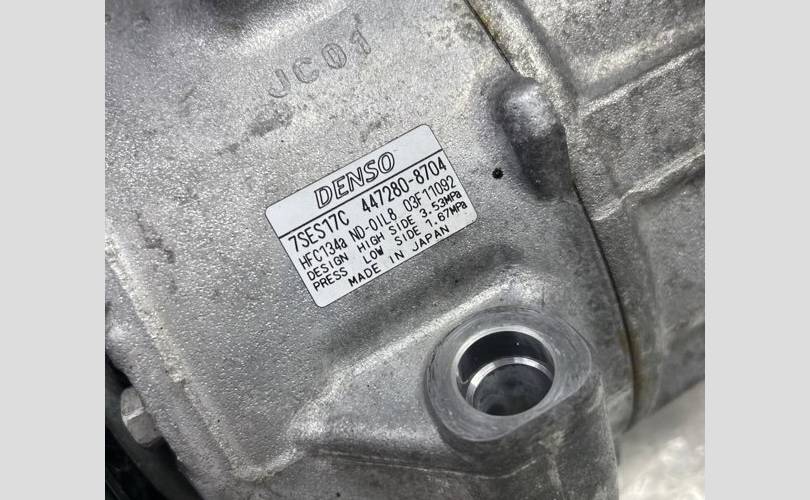 JC01
DENSO
7SES17C 447280-8704
HFC134a ND-OIL8 03F11092
DESIGN HIGH SIDE 3.53MPa
PRESS LOW SIDE 1.67MPa
MADE IN JAPAN